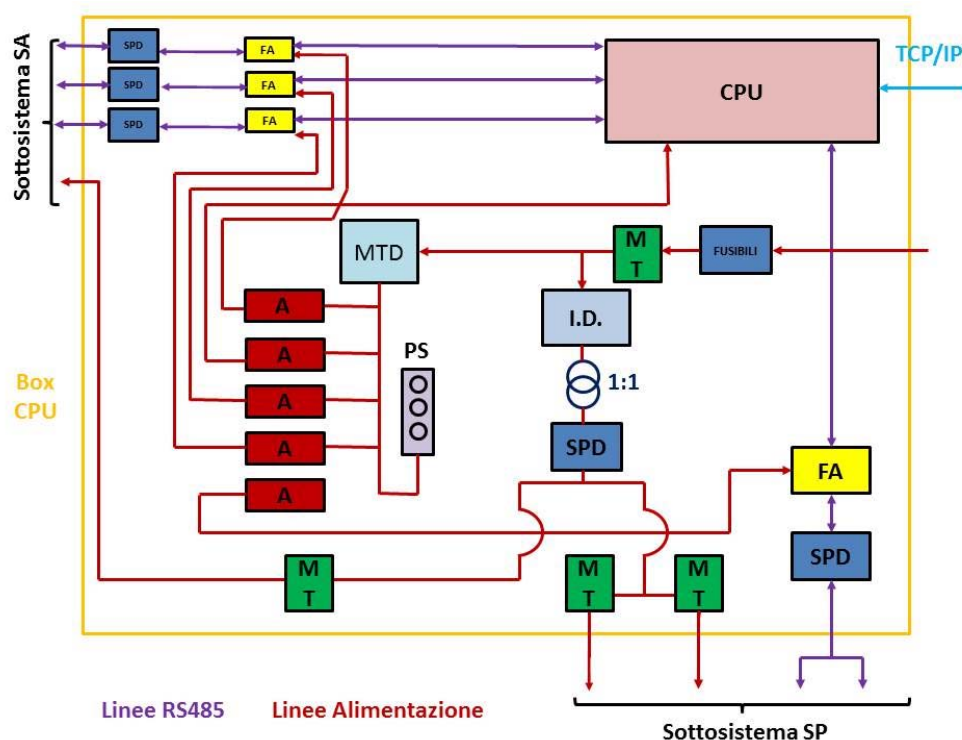 Sottosistema SA
SPD
FA
SPD
FA
SPD
FA
CPU
TCP/IP
MTD
M
T
FUSIBILI
A
I.D.
A
PS
1:1
Box
CPU
A
A
SPD
A
FA
SPD
M
T
M
T
M
T
Linee RS485
Linee Alimentazione
Sottosistema SP